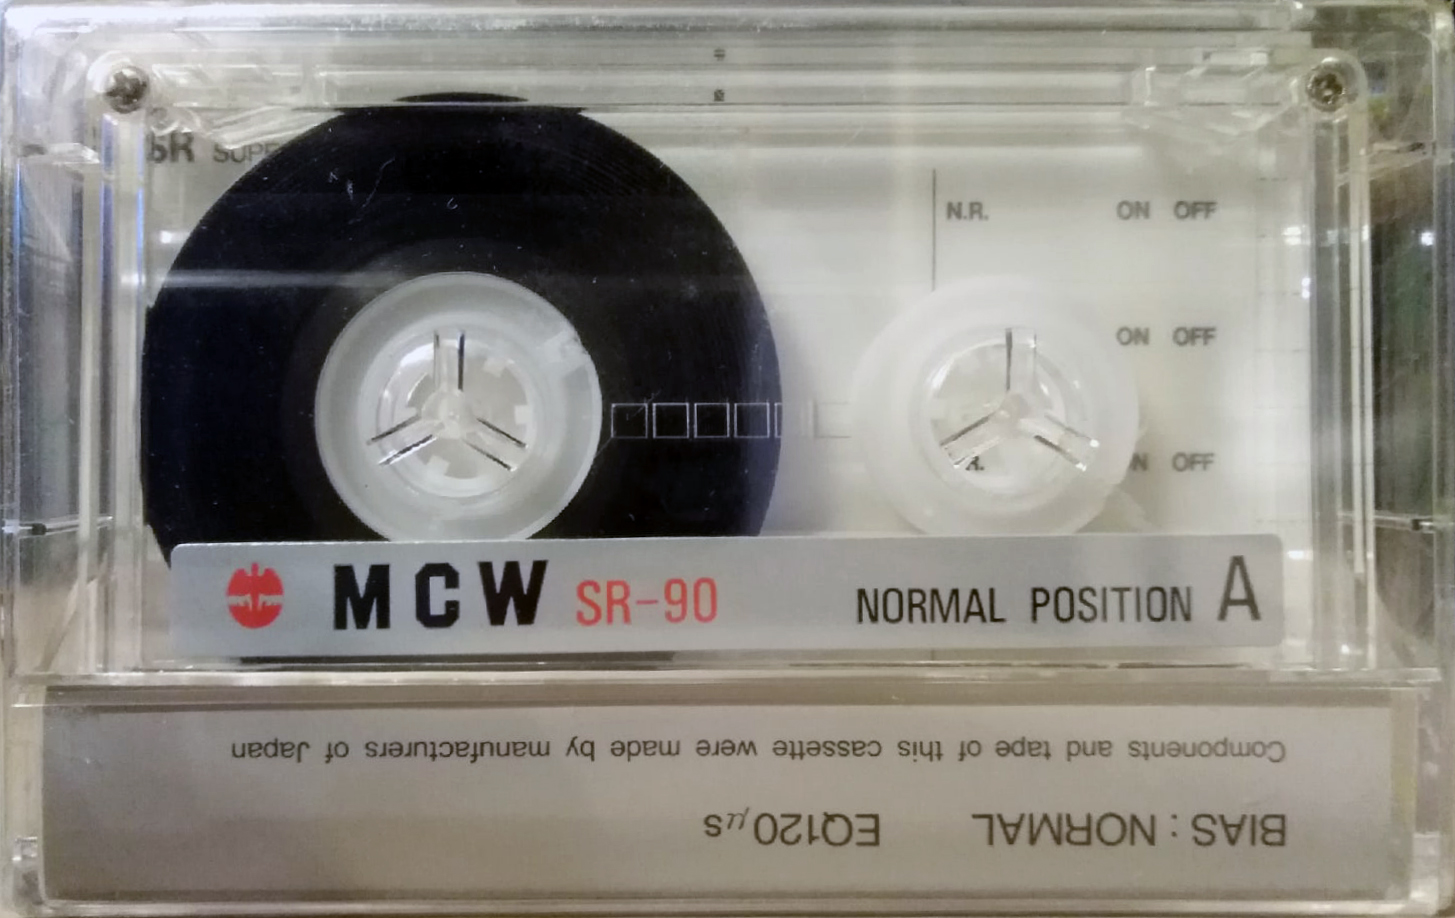 SR
N.R. ON OFF
ON OFF
OFF
MCW SR-90 NORMAL POSITION A
Components and tape of this cassette were made by manufacturers of Japan
BIAS : NORMAL EQ120μs